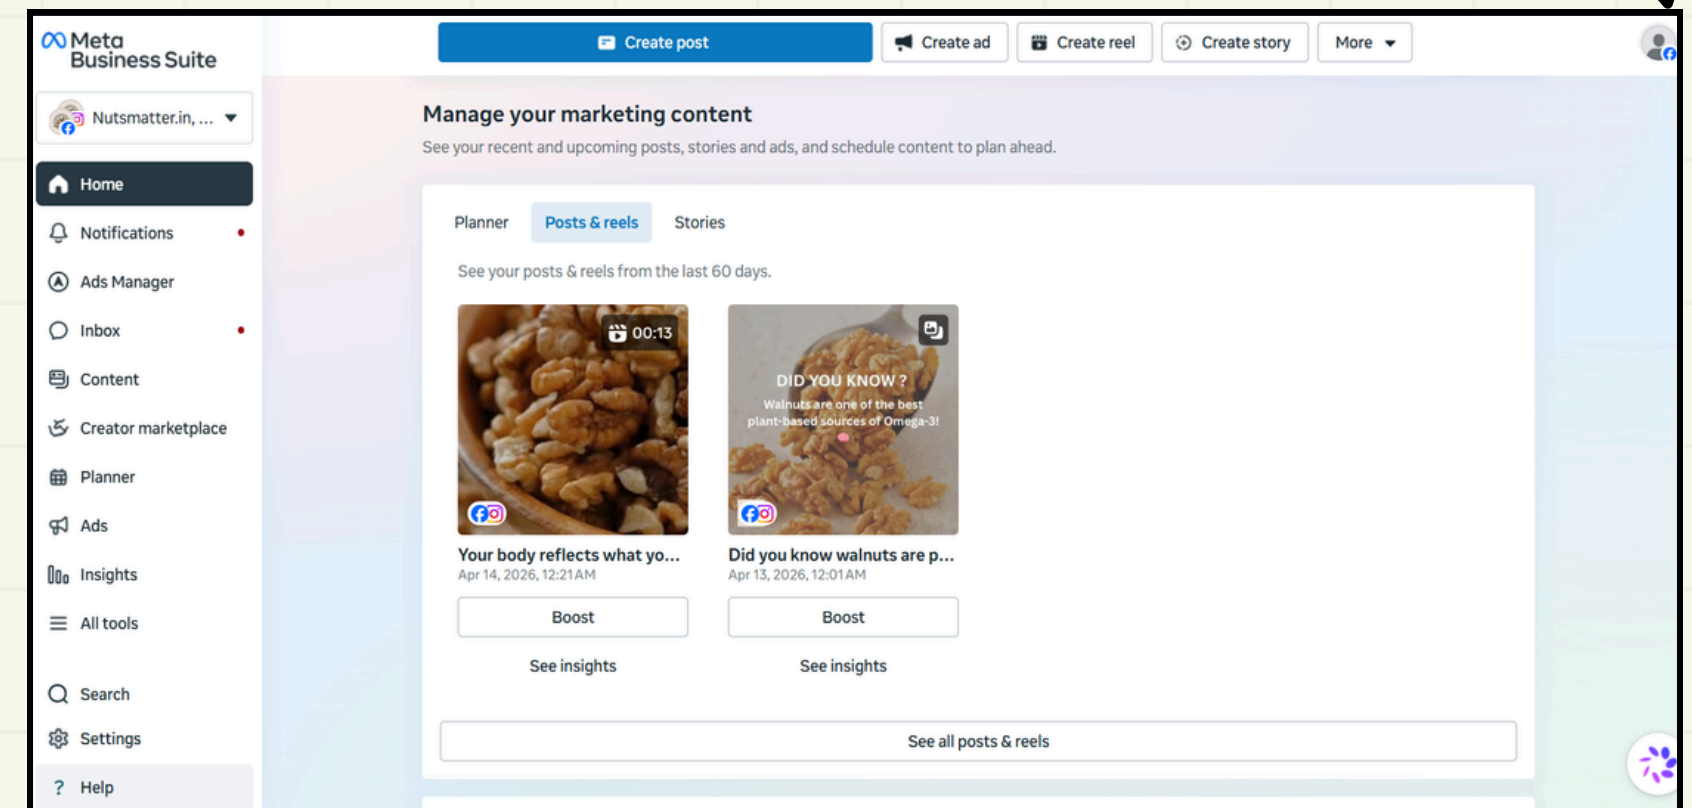 Meta
Business Suite
Nutsmatter.in, ...
Home
Notifications
Ads Manager
Inbox
Content
Creator marketplace
Planner
Ads
Insights
All tools
Search
Settings
? Help
Create post
Create ad
Create reel
Create story
More
Manage your marketing content
See your recent and upcoming posts, stories and ads, and schedule content to plan ahead.
Planner
Posts & reels
Stories
See your posts & reels from the last 60 days.
00:13
Your body reflects what yo...
Apr 14, 2026, 12:21 AM
Boost
See insights
DID YOU KNOW ?
Walnuts are one of the best
plant-based sources of Omega-3!
Did you know walnuts are p...
Apr 13, 2026, 12:01 AM
Boost
See insights
See all posts & reels